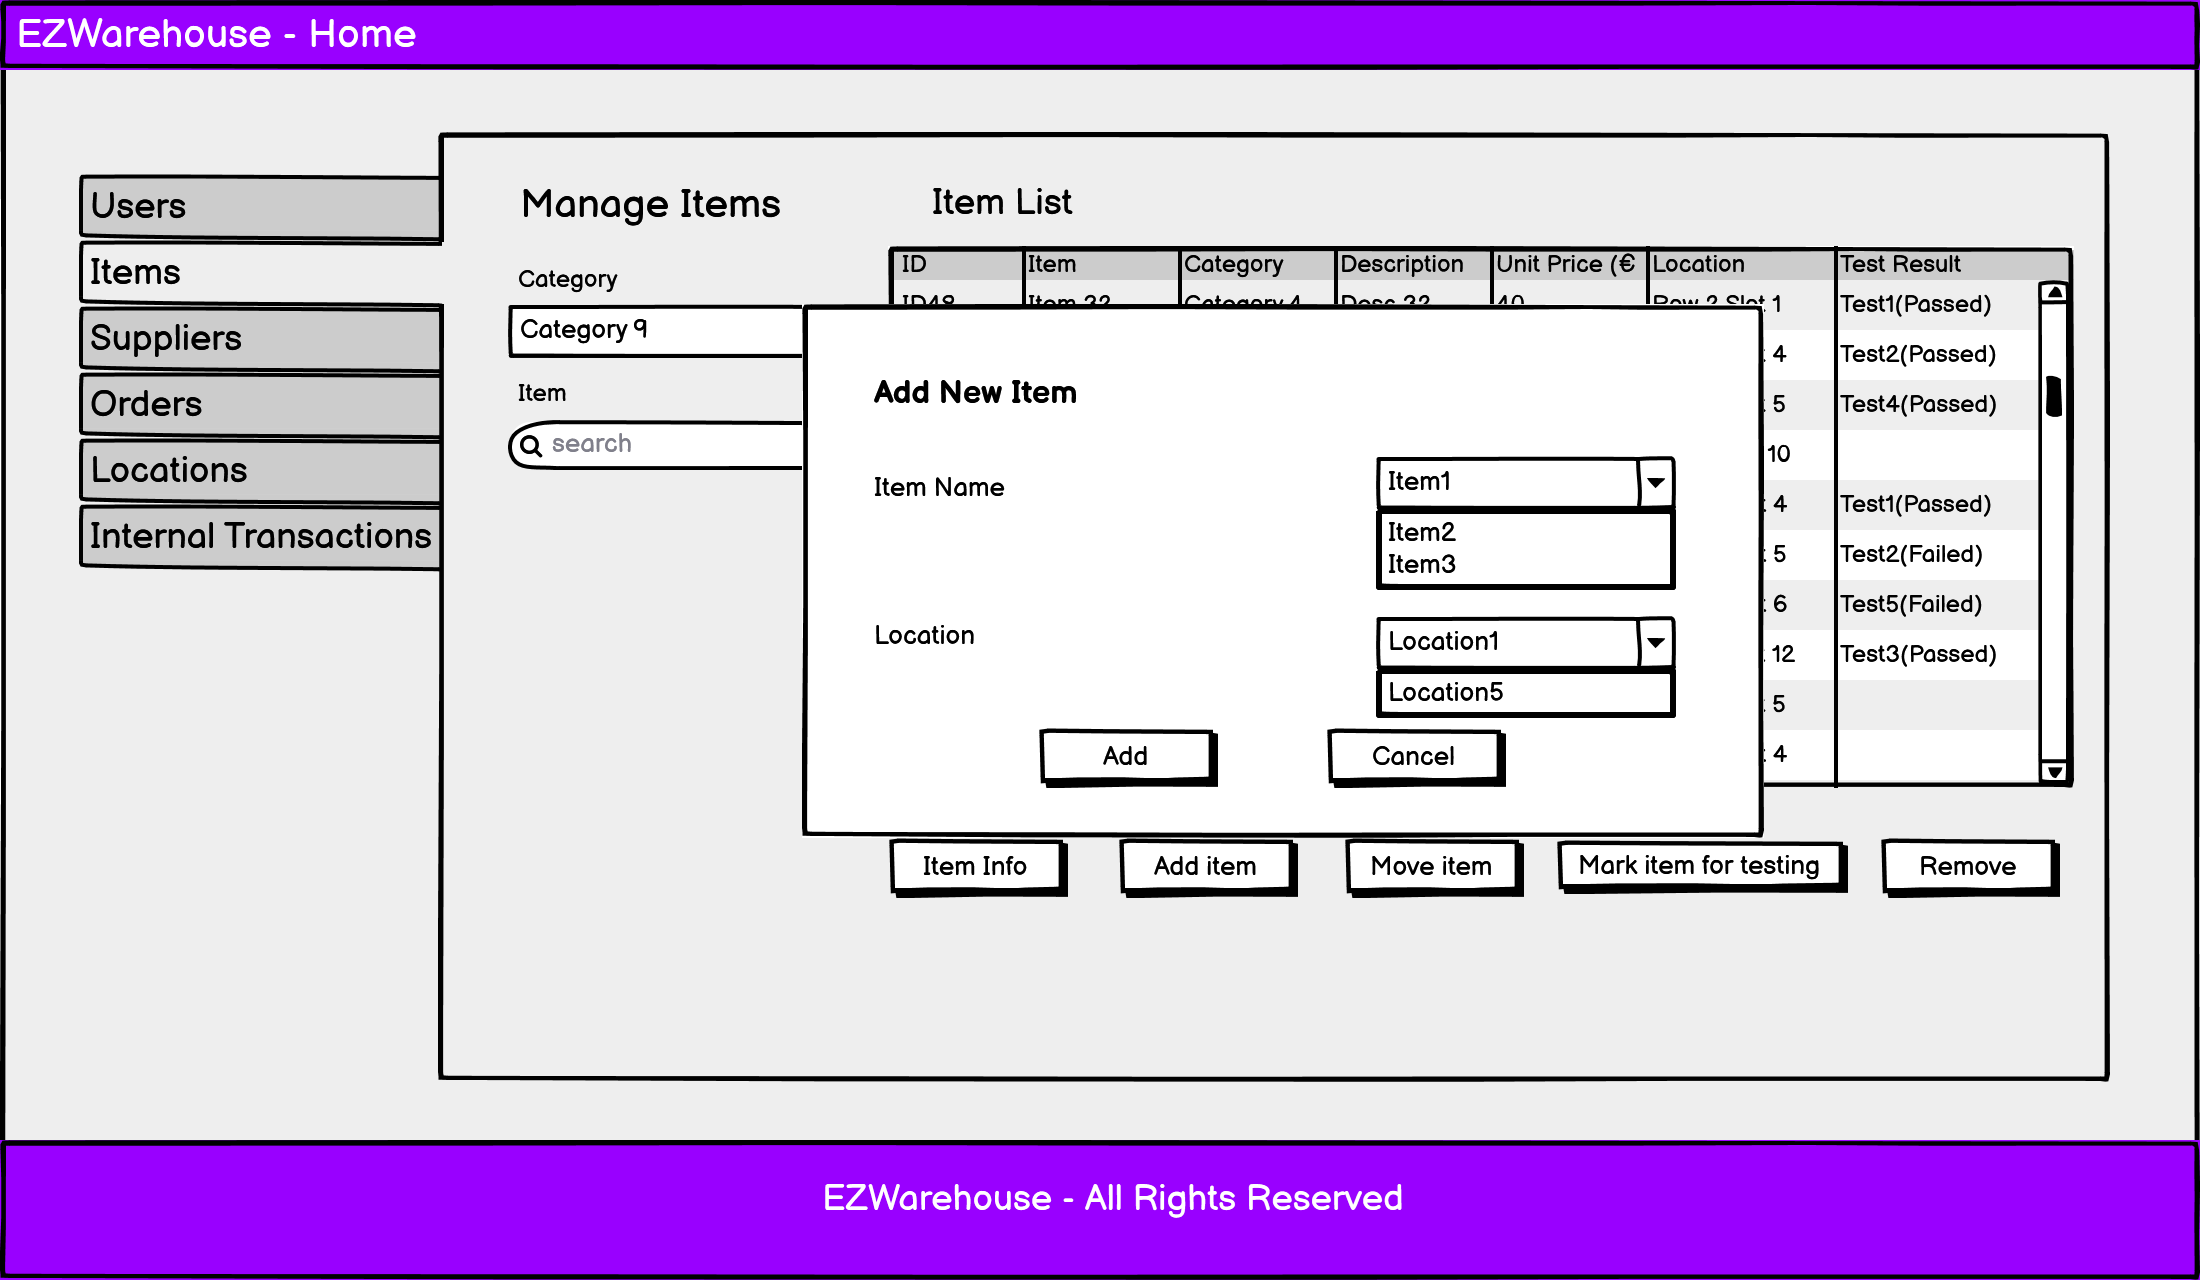 EZWarehouse - Home
Users
Items
Suppliers
Orders
Locations
Internal Transactions
Manage Items
Category
Category 9
Item
search
Item List
ID Item Category Description Unit Price (€ Location Test Result
ID48 Item 32 Category 4 Desc 32 40 Row 2 Slot 1 Test1(Passed)
4 Test2(Passed)
5 Test4(Passed)
10
4 Test1(Passed)
5 Test2(Failed)
6 Test5(Failed)
12 Test3(Passed)
5
4
Add New Item
Item Name
Item1
Item2
Item3
Location
Location1
Location5
Add Cancel
Item Info Add item Move item Mark item for testing Remove
EZWarehouse - All Rights Reserved